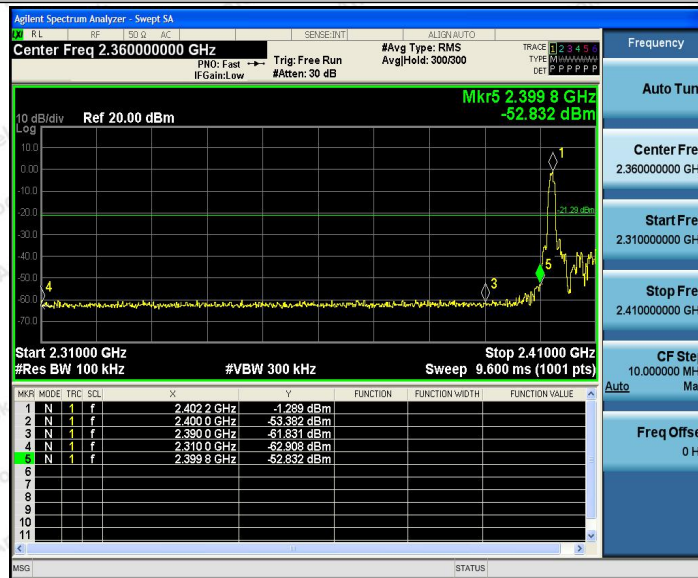 Agilent Spectrum Analyzer - Swept SA
RL RF 50 Ω AC SENSE:INT ALIGN AUTO
Center Freq 2.360000000 GHz #Avg Type: RMS TRACE 1 2 3 4 5 6
PNO: Fast Trig: Free Run Avg|Hold: 300/300 TYPE M
IFGain:Low #Atten: 30 dB DET P P P P P P
Mkr5 2.399 8 GHz
10 dB/div Ref 20.00 dBm -52.832 dBm
Log
10.0
0.00
-10.0
-20.0
-21.29 dBm
-30.0
-40.0
-50.0
-60.0
-70.0
1
3
4
5
Start 2.31000 GHz Stop 2.41000 GHz
#Res BW 100 kHz #VBW 300 kHz Sweep 9.600 ms (1001 pts)
MKR MODE TRC SCL X Y FUNCTION FUNCTION WIDTH FUNCTION VALUE
1 N 1 f 2.402 2 GHz -1.299 dBm
2 N 1 f 2.400 0 GHz -53.382 dBm
3 N 1 f 2.390 0 GHz -61.831 dBm
4 N 1 f 2.310 0 GHz -62.908 dBm
5 N 1 f 2.399 8 GHz -52.832 dBm
6
7
8
9
10
11
MSG STATUS
Frequency
Auto Tun
Center Fre
2.360000000 GH
Start Fre
2.310000000 GH
Stop Fre
2.410000000 GH
CF Ste
10.000000 MH
Auto Ma
Freq Offse
0 H